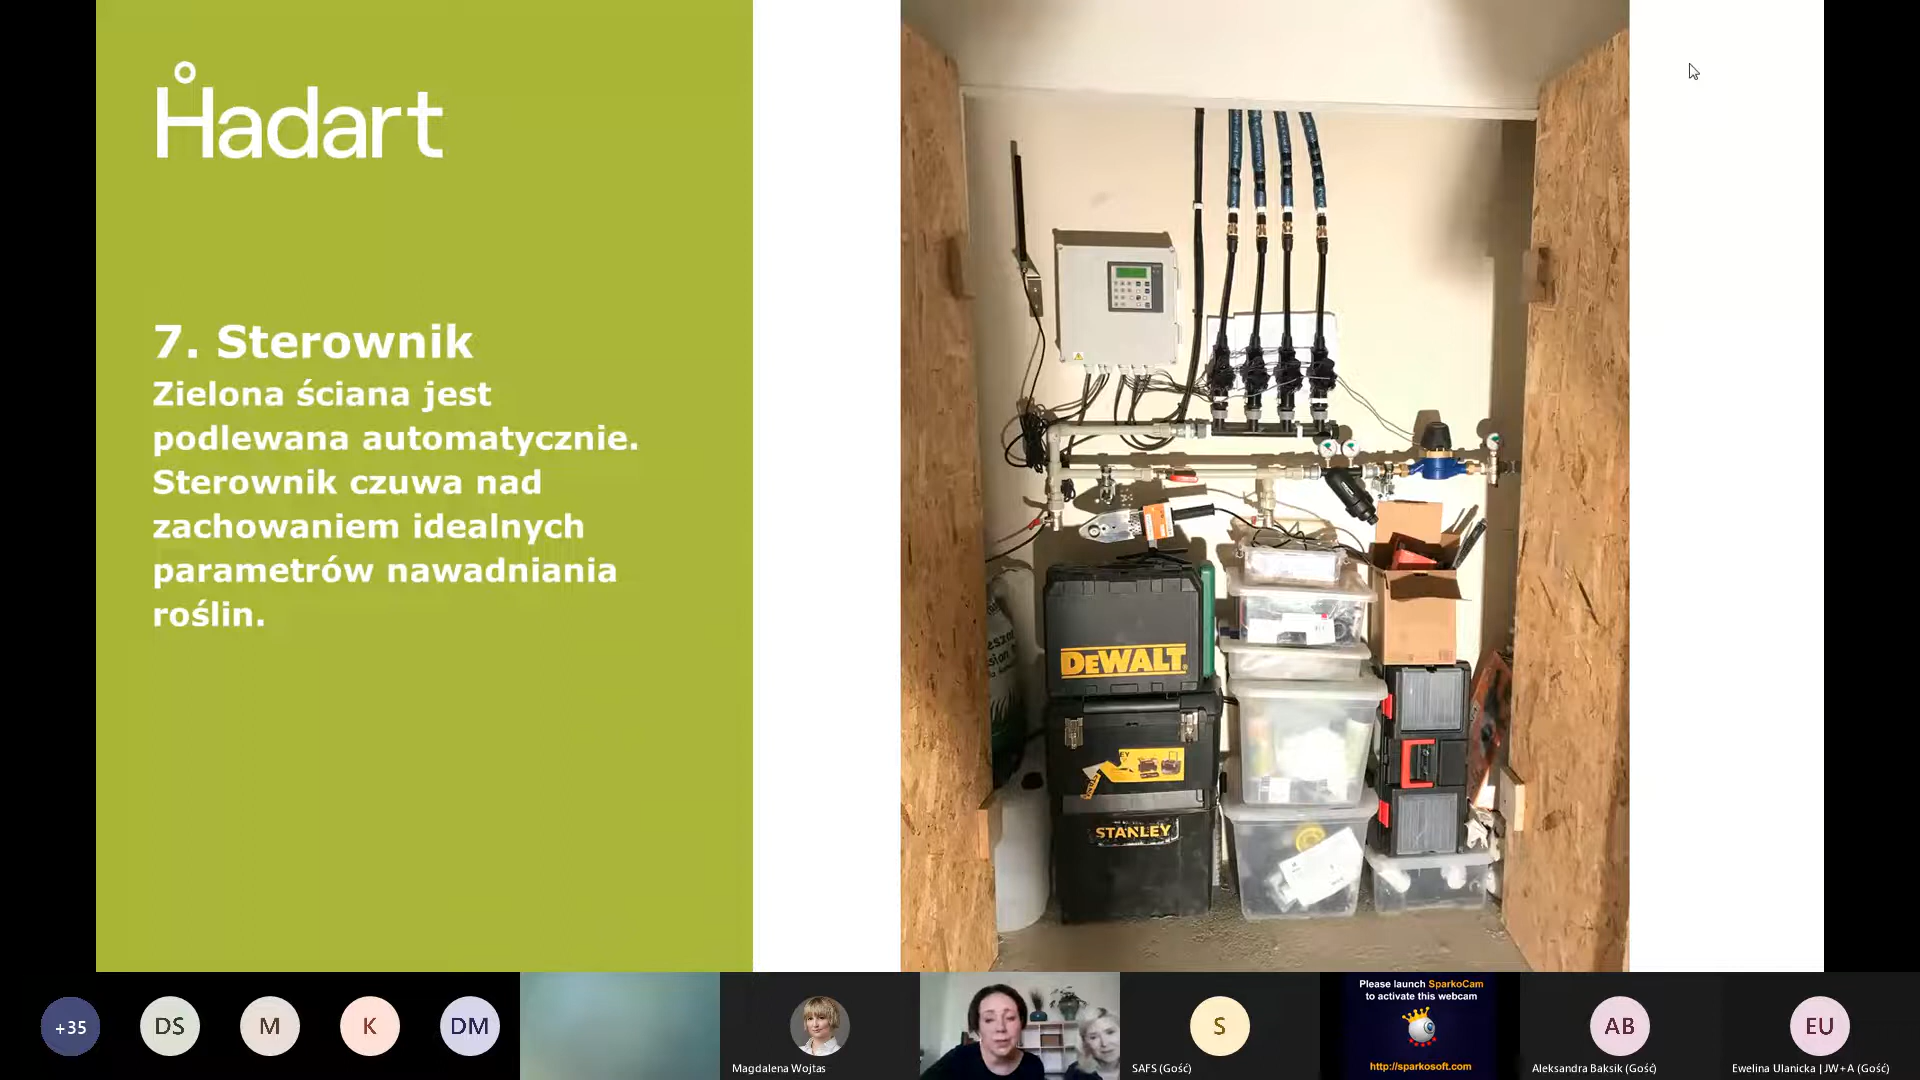 Hadart
7. Sterownik
Zielona ściana jest
podlewana automatycznie.
Sterownik czuwa nad
zachowaniem idealnych
parametrów nawadniania
roślin.
DEWALT
STANLEY
+35
DS
M
K
DM
Magdalena Wojtas
S
SAFS (Gość)
Please launch SparkoCam
to activate this webcam
http://sparkosoft.com
AB
Aleksandra Baksik (Gość)
EU
Ewelina Ulanicka | JW+A (Gość)